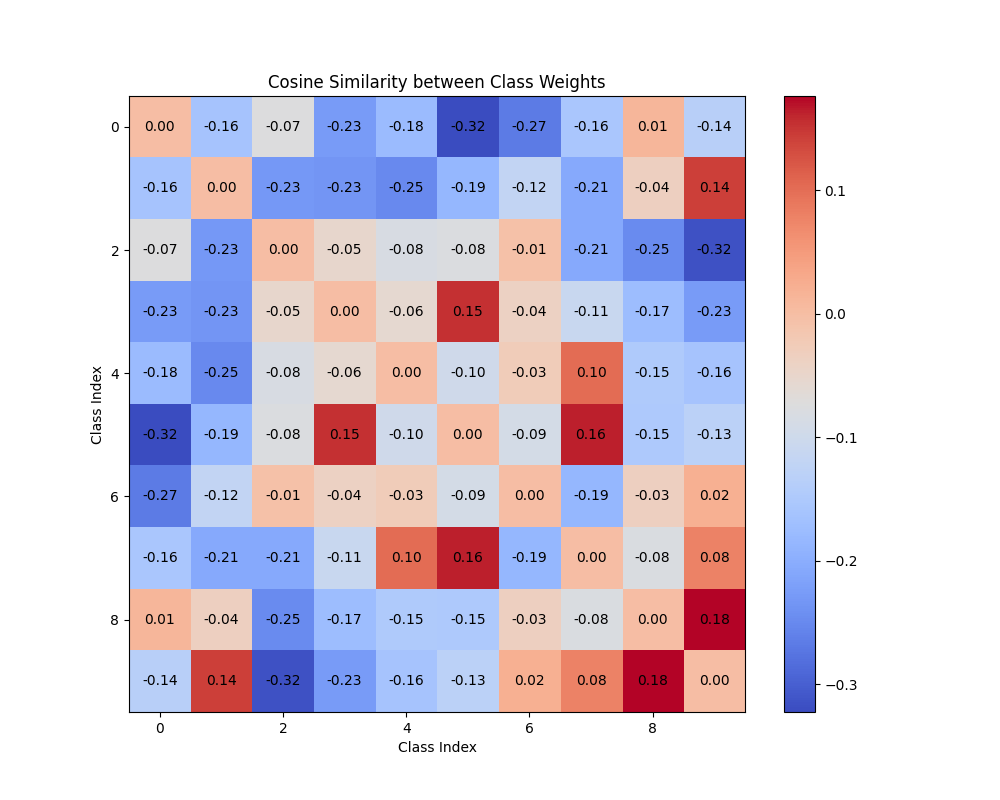 Cosine Similarity between Class Weights
0 0.00 -0.16 -0.07 -0.23 -0.18 -0.32 -0.27 -0.16 0.01 -0.14
-0.16 0.00 -0.23 -0.23 -0.25 -0.19 -0.12 -0.21 -0.04 0.14
0.1
2 -0.07 -0.23 0.00 -0.05 -0.08 -0.08 -0.01 -0.21 -0.25 -0.32
-0.23 -0.23 -0.05 0.00 -0.06 0.15 -0.04 -0.11 -0.17 -0.23
0.0
4 -0.18 -0.25 -0.08 -0.06 0.00 -0.10 -0.03 0.10 -0.15 -0.16
Class Index
-0.32 -0.19 -0.08 0.15 -0.10 0.00 -0.09 0.16 -0.15 -0.13
−0.1
6 -0.27 -0.12 -0.01 -0.04 -0.03 -0.09 0.00 -0.19 -0.03 0.02
-0.16 -0.21 -0.21 -0.11 0.10 0.16 -0.19 0.00 -0.08 0.08
−0.2
8 0.01 -0.04 -0.25 -0.17 -0.15 -0.15 -0.03 -0.08 0.00 0.18
-0.14 0.14 -0.32 -0.23 -0.16 -0.13 0.02 0.08 0.18 0.00
−0.3
0 2 4 6 8
Class Index